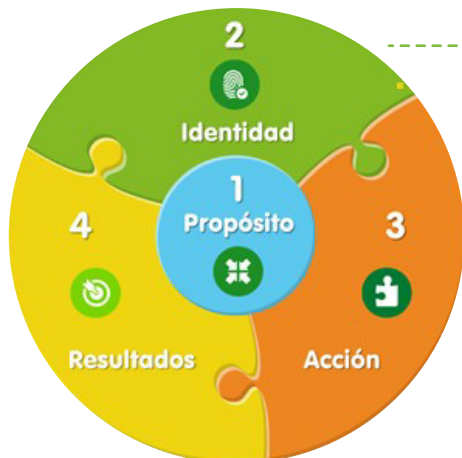 2
Identidad
1
Propósito
4
3
Resultados
Acción